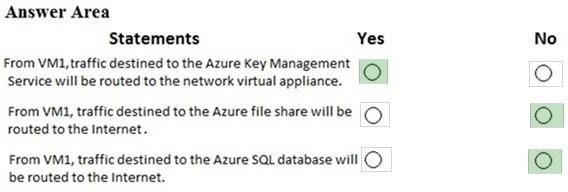 Answer Area
Statements Yes No
From VM1, traffic destined to the Azure Key Management
Service will be routed to the network virtual appliance.
From VM1, traffic destined to the Azure file share will be
routed to the Internet.
From VM1, traffic destined to the Azure SQL database will
be routed to the Internet.